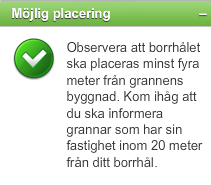 Möjlig placering
Observera att borrhålet
ska placeras minst fyra
meter från grannens
byggnad. Kom ihåg att
du ska informera
grannar som har sin
fastighet inom 20 meter
från ditt borrhål.